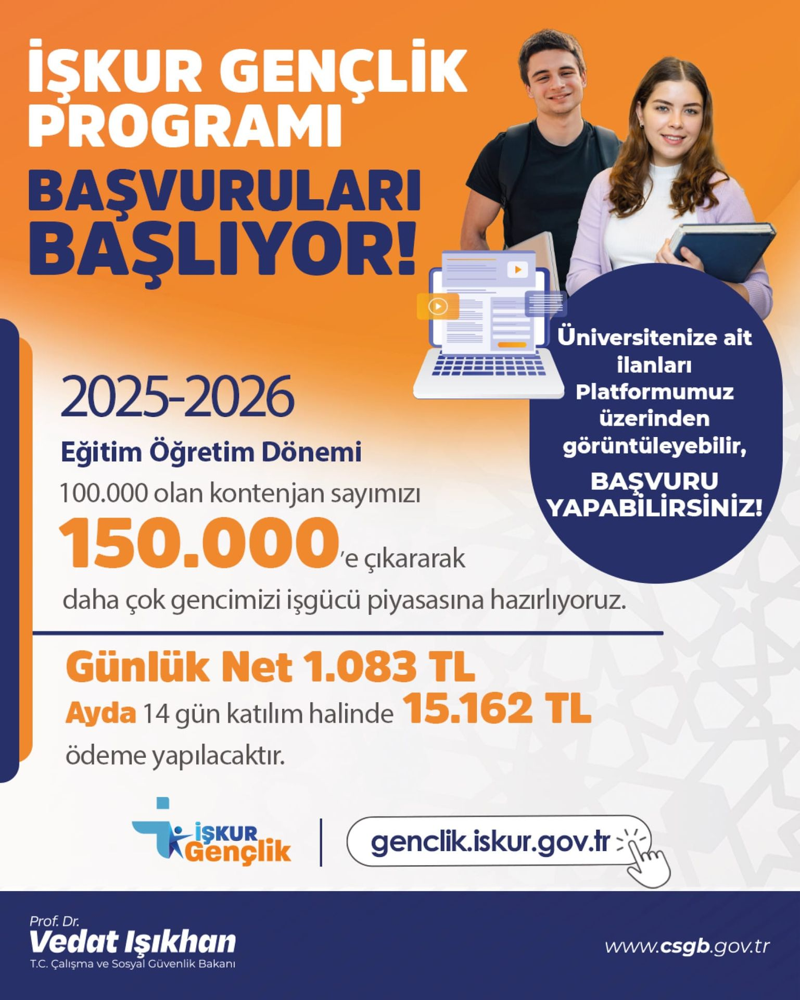 İŞKUR GENÇLİK
PROGRAMI
BAŞVURULARI
BAŞLIYOR!
Üniversitenize ait
ilanları
Platformumuz
üzerinden
görüntüleyebilir,
BAŞVURU
YAPABİLİRSİNİZ!
2025-2026
Eğitim Öğretim Dönemi
100.000 olan kontenjan sayımızı
150.000'e çıkararak
daha çok gencimizi işgücü piyasasına hazırlıyoruz.
Günlük Net 1.083 TL
Ayda 14 gün katılım halinde 15.162 TL
ödeme yapılacaktır.
İŞKUR
Gençlik
genclik.iskur.gov.tr
Prof. Dr.
Vedat Işıkhan
T.C. Çalışma ve Sosyal Güvenlik Bakanı
www.csgb.gov.tr